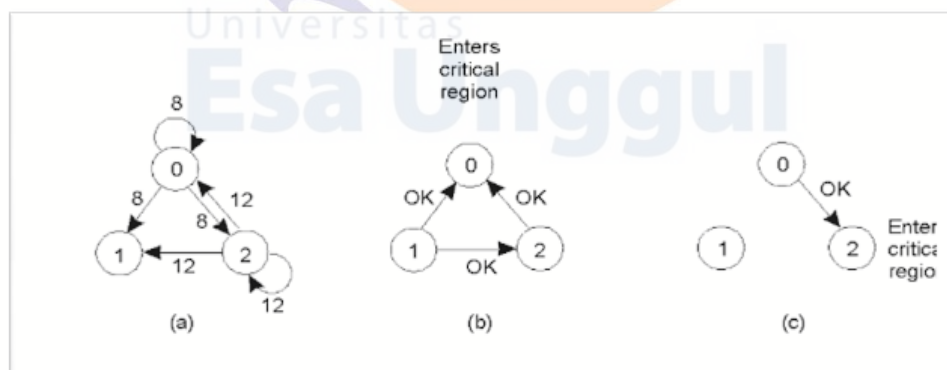 Universitas
Esa Unggul
Enters
critical
region
8
0
8
8
12
1
12
2
12
(a)
0
OK
OK
1
OK
2
(b)
0
OK
1
2
Enter
critica
regio
(c)